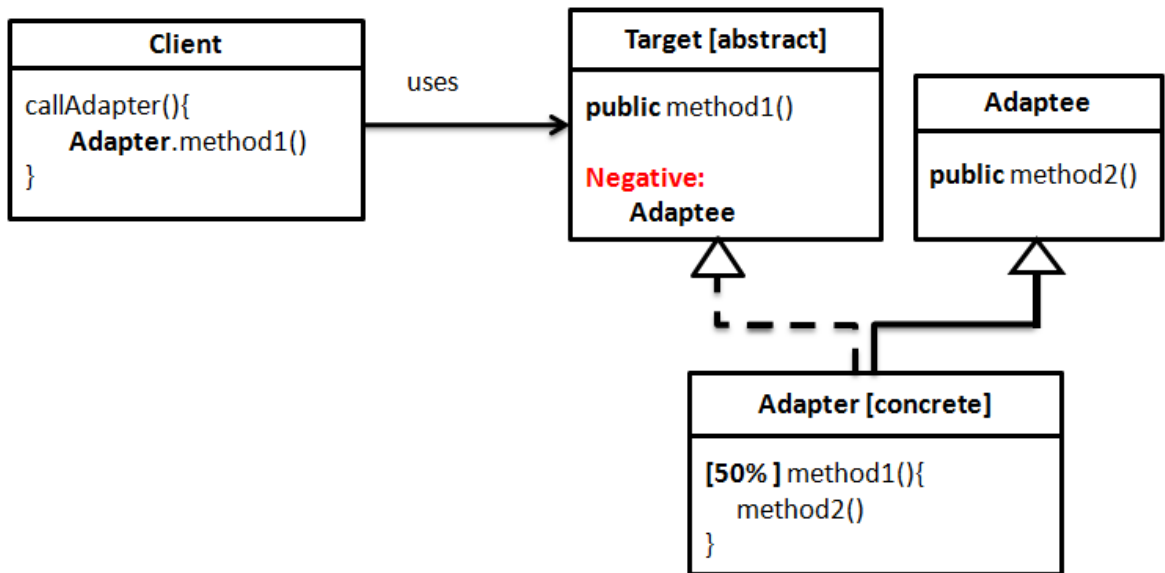 Client
callAdapter(){
Adapter.method1()
}
uses
Target [abstract]
public method1()
Negative:
Adaptee
Adaptee
public method2()
Adapter [concrete]
[50% ] method1(){
method2()
}